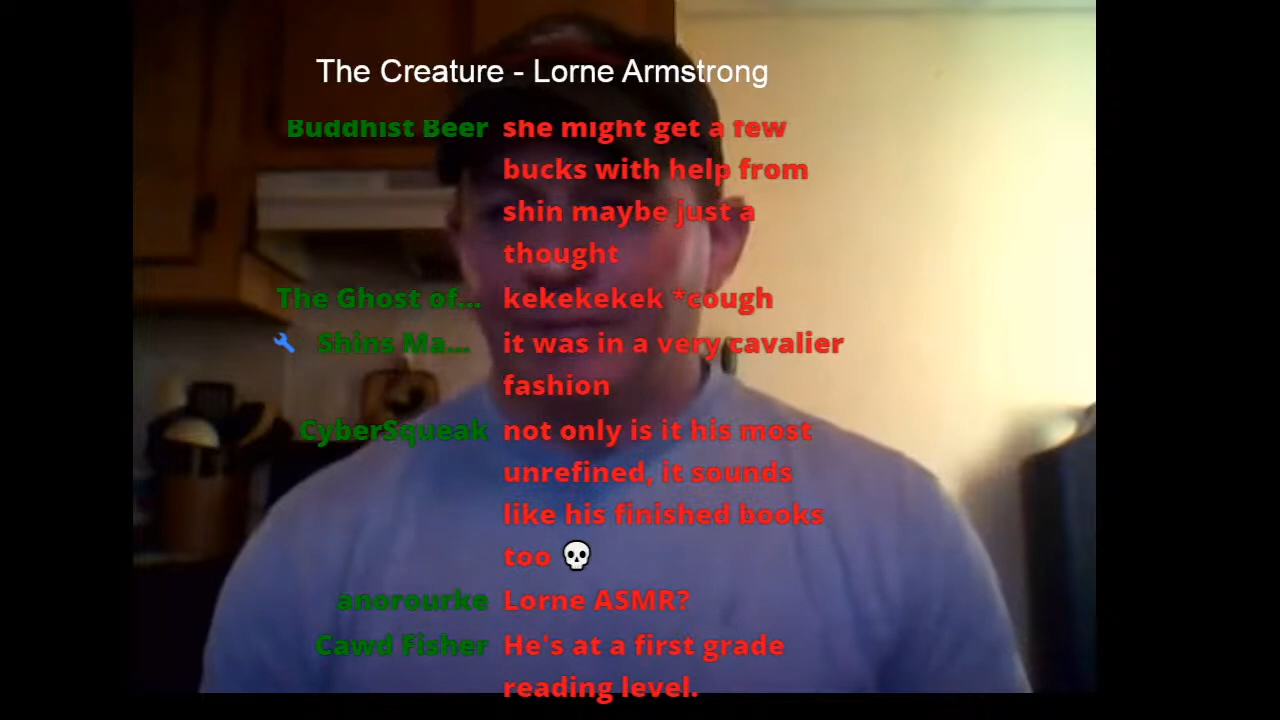 The Creature - Lorne Armstrong
Buddhist Beer she might get a few
bucks with help from
shin maybe just a
thought
The Ghost of... kekekekek *cough
Shins Ma... it was in a very cavalier
fashion
CyberSqueak not only is it his most
unrefined, it sounds
like his finished books
too 💀
anorourke Lorne ASMR?
Cawd Fisher He's at a first grade
reading level.